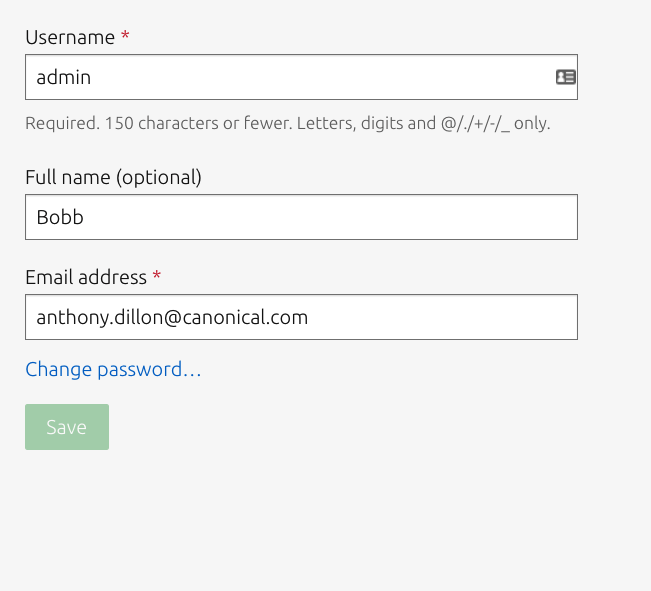 Username *
admin
Required. 150 characters or fewer. Letters, digits and @/./+/-/_ only.
Full name (optional)
Bobb
Email address *
anthony.dillon@canonical.com
Change password…
Save